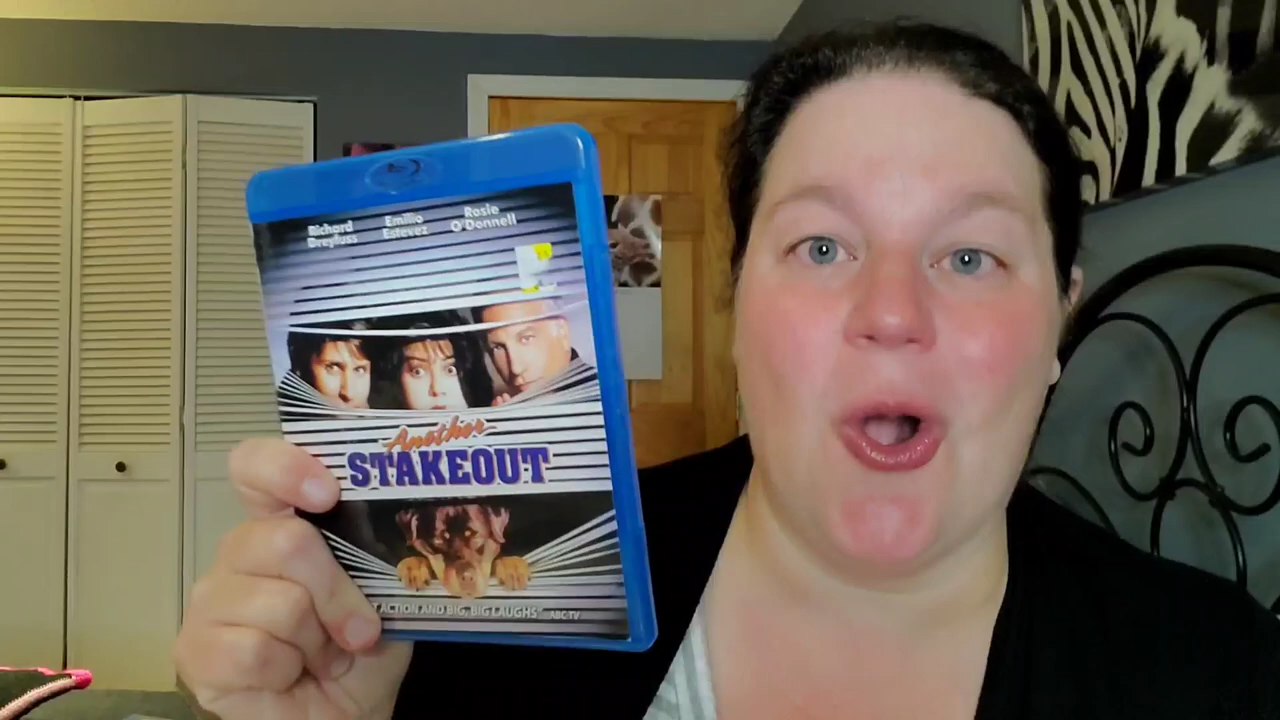 Richard Emilio Rosie
Dreyfuss Estevez O'Donnell
Another
STAKEOUT
ACTION AND BIG, BIG LAUGHS" ABC TV